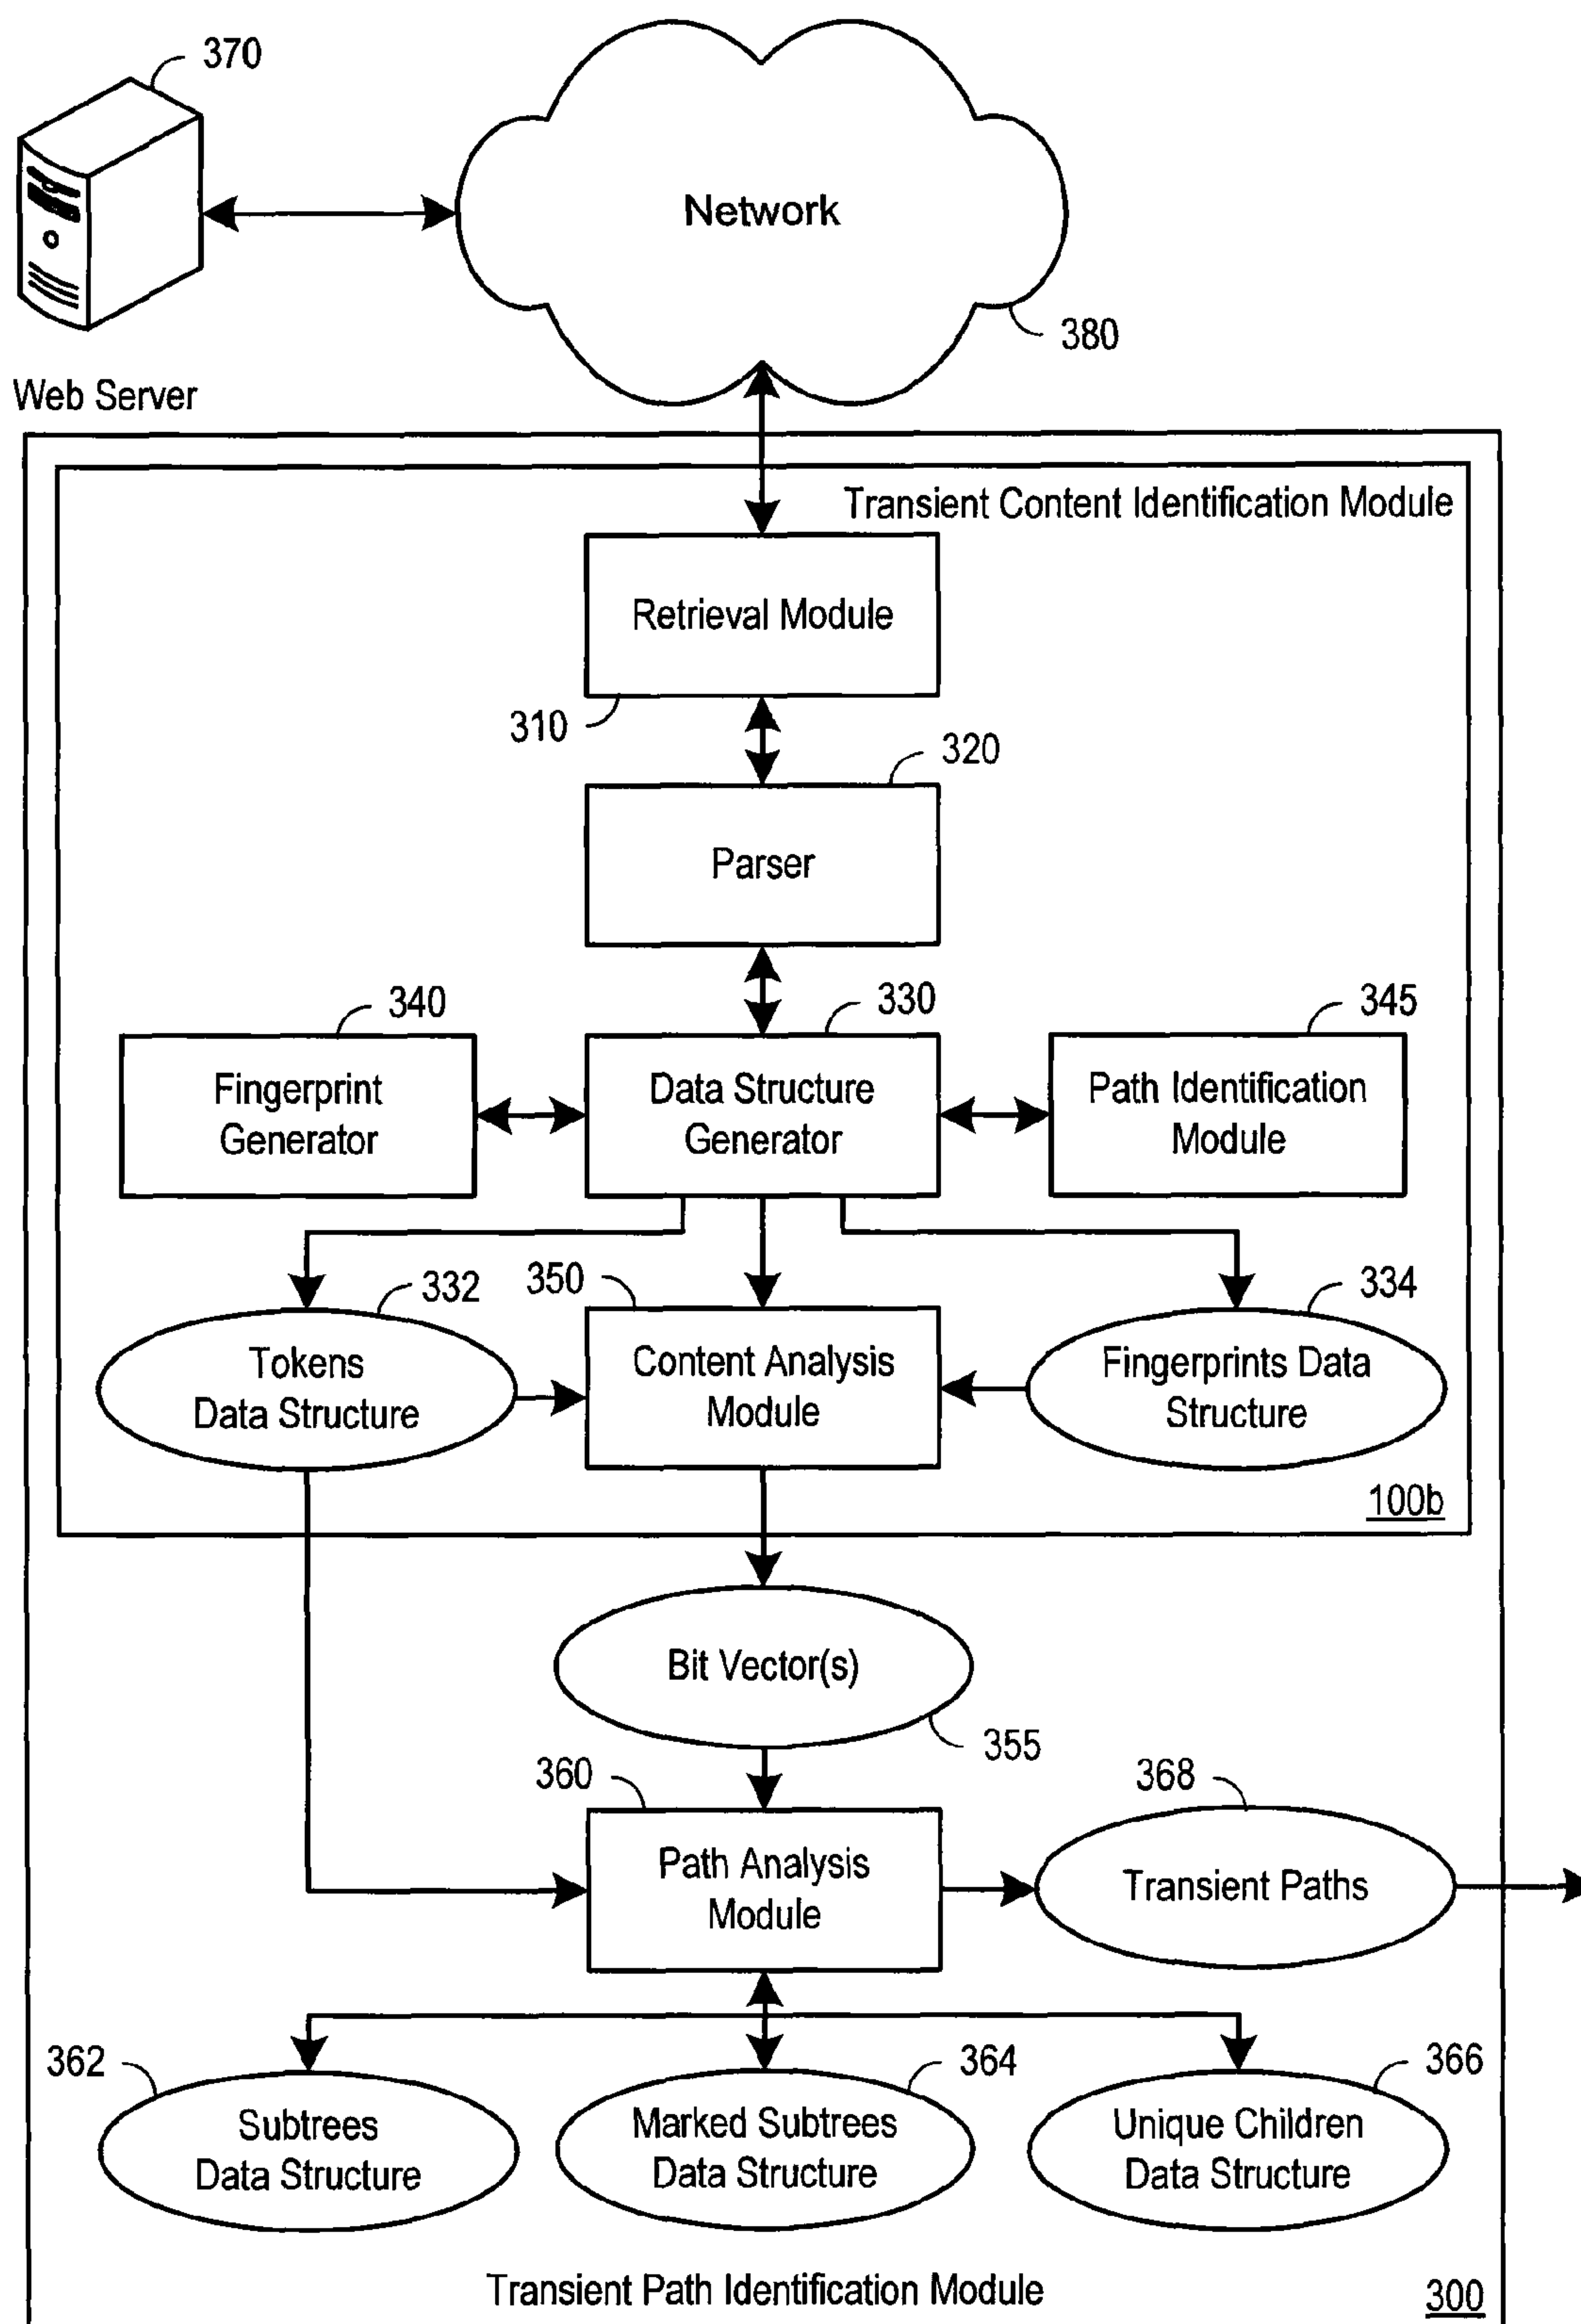 370
Network
380
Web Server
Transient Content Identification Module
Retrieval Module
310
320
Parser
340
330
345
Fingerprint
Generator
Data Structure
Generator
Path Identification
Module
332
350
334
Tokens
Data Structure
Content Analysis
Module
Fingerprints Data
Structure
100b
Bit Vector(s)
355
360
368
Path Analysis
Module
Transient Paths
362
364
366
Subtrees
Data Structure
Marked Subtrees
Data Structure
Unique Children
Data Structure
Transient Path Identification Module
300